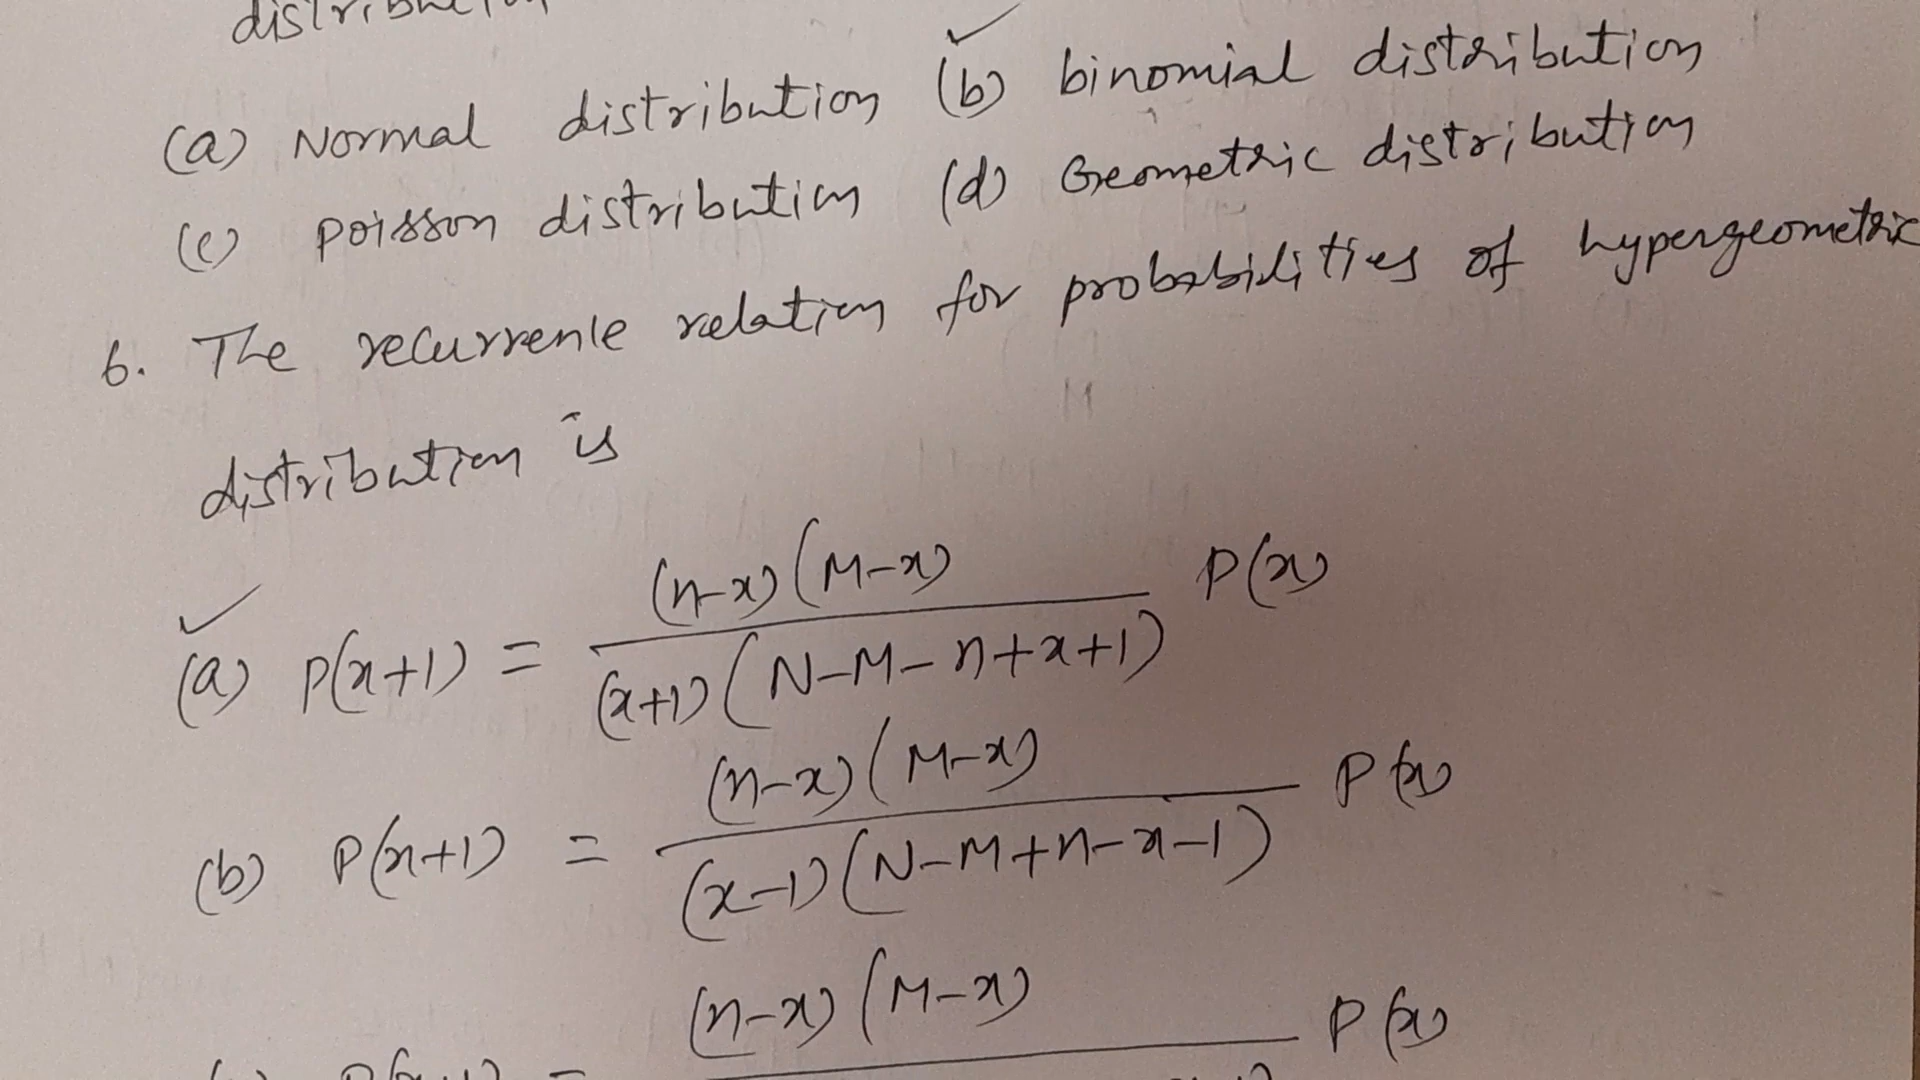 (a) Normal distribution ✓(b) binomial distribution
(c) poisson distribution (d) Geometric distribution
6. The recurrence relation for probabilities of hypergeometric
distribution is
✓(a) P(x+1) = (n-x)(M-x) / (x+1)(N-M-n+x+1) P(x)
(b) P(x+1) = (n-x)(M-x) / (x-1)(N-M+n-x-1) P(x)
(n-x)(M-x) P(x)